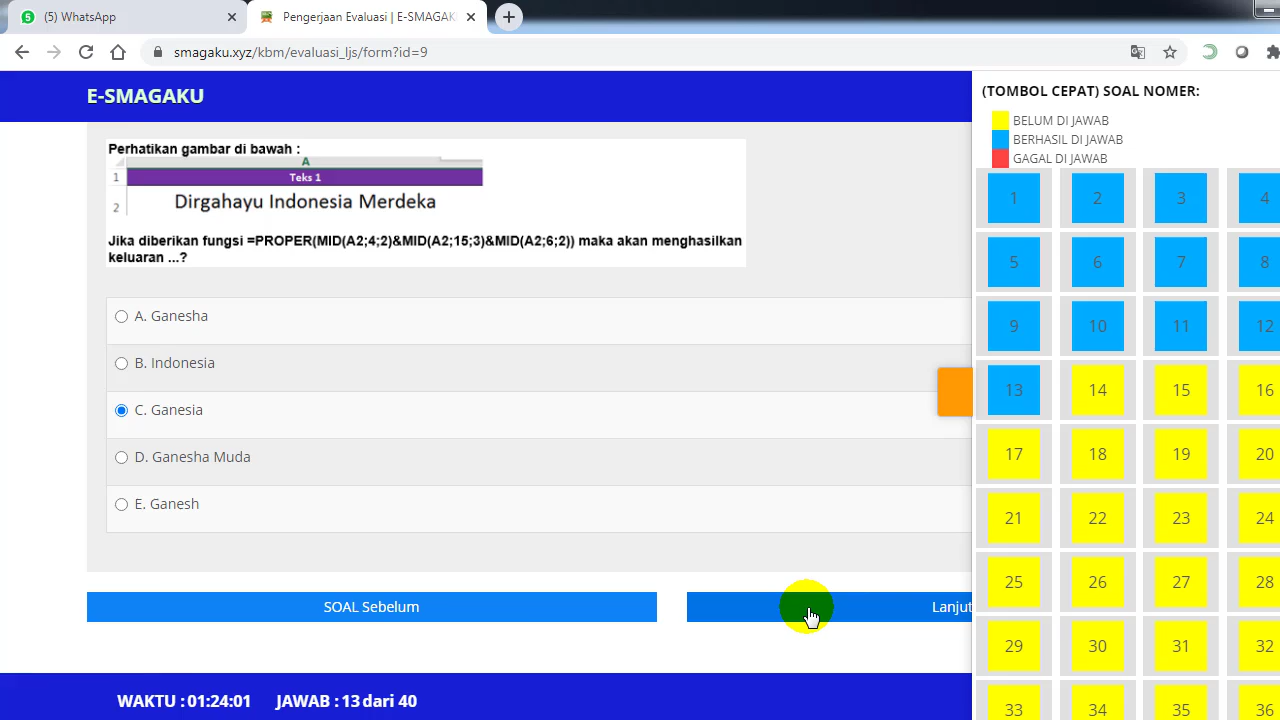 (5) WhatsApp
Pengerjaan Evaluasi | E-SMAGAK
smagaku.xyz/kbm/evaluasi_ljs/form?id=9
E-SMAGAKU
Perhatikan gambar di bawah :
A
1 Teks 1
2 Dirgahayu Indonesia Merdeka
Jika diberikan fungsi =PROPER(MID(A2;4;2)&MID(A2;15;3)&MID(A2;6;2)) maka akan menghasilkan
keluaran ...?
A. Ganesha
B. Indonesia
C. Ganesia
D. Ganesha Muda
E. Ganesh
SOAL Sebelum
Lanjut
WAKTU : 01:24:01 JAWAB : 13 dari 40
(TOMBOL CEPAT) SOAL NOMER:
BELUM DI JAWAB
BERHASIL DI JAWAB
GAGAL DI JAWAB
1 2 3 4
5 6 7 8
9 10 11 12
13 14 15 16
17 18 19 20
21 22 23 24
25 26 27 28
29 30 31 32
33 34 35 36